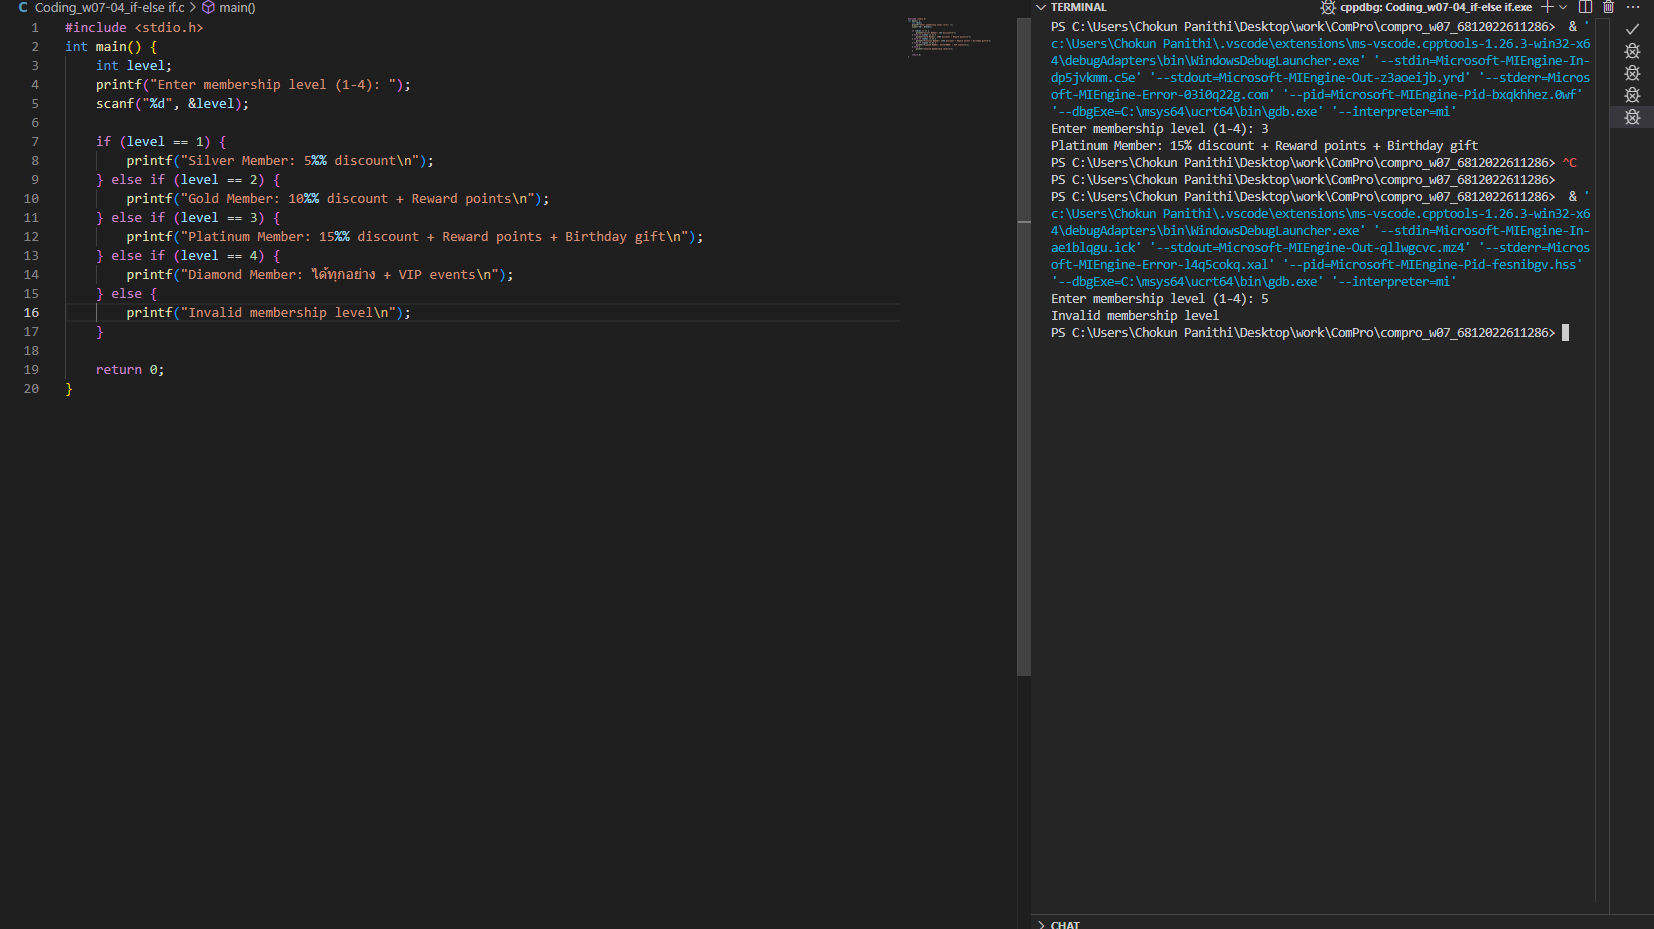 Coding_w07-04_if-else if.c > main()
1 #include <stdio.h>
2 int main() {
3 int level;
4 printf("Enter membership level (1-4): ");
5 scanf("%d", &level);
6
7 if (level == 1) {
8 printf("Silver Member: 5%% discount\n");
9 } else if (level == 2) {
10 printf("Gold Member: 10%% discount + Reward points\n");
11 } else if (level == 3) {
12 printf("Platinum Member: 15%% discount + Reward points + Birthday gift\n");
13 } else if (level == 4) {
14 printf("Diamond Member: ได้ทุกอย่าง + VIP events\n");
15 } else {
16 printf("Invalid membership level\n");
17 }
18
19 return 0;
20 }
TERMINAL
cppdbg: Coding_w07-04_if-else if.exe
PS C:\Users\Chokun Panithi\Desktop\work\ComPro\compro_w07_6812022611286> & '
c:\Users\Chokun Panithi\.vscode\extensions\ms-vscode.cpptools-1.26.3-win32-x6
4\debugAdapters\bin\WindowsDebugLauncher.exe' '--stdin=Microsoft-MIEngine-In-
dp5jvkmm.c5e' '--stdout=Microsoft-MIEngine-Out-z3aoeijb.yrd' '--stderr=Micros
oft-MIEngine-Error-03i0q22g.com' '--pid=Microsoft-MIEngine-Pid-bxqkhhez.0wf'
'--dbgExe=C:\msys64\ucrt64\bin\gdb.exe' '--interpreter=mi'
Enter membership level (1-4): 3
Platinum Member: 15% discount + Reward points + Birthday gift
PS C:\Users\Chokun Panithi\Desktop\work\ComPro\compro_w07_6812022611286> ^C
PS C:\Users\Chokun Panithi\Desktop\work\ComPro\compro_w07_6812022611286>
PS C:\Users\Chokun Panithi\Desktop\work\ComPro\compro_w07_6812022611286> & '
c:\Users\Chokun Panithi\.vscode\extensions\ms-vscode.cpptools-1.26.3-win32-x6
4\debugAdapters\bin\WindowsDebugLauncher.exe' '--stdin=Microsoft-MIEngine-In-
ae1blqgu.ick' '--stdout=Microsoft-MIEngine-Out-qllwgcvc.mz4' '--stderr=Micros
oft-MIEngine-Error-l4q5cokq.xal' '--pid=Microsoft-MIEngine-Pid-fesnibgv.hss'
'--dbgExe=C:\msys64\ucrt64\bin\gdb.exe' '--interpreter=mi'
Enter membership level (1-4): 5
Invalid membership level
PS C:\Users\Chokun Panithi\Desktop\work\ComPro\compro_w07_6812022611286>
CHAT